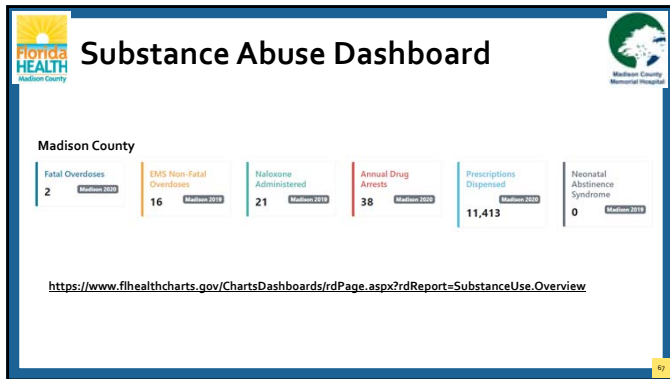 Florida
HEALTH
Madison County
Substance Abuse Dashboard
Madison County
Memorial Hospital
Madison County
Fatal Overdoses
2 Madison 2020
EMS Non-Fatal
Overdoses
16 Madison 2019
Naloxone
Administered
21 Madison 2019
Annual Drug
Arrests
38 Madison 2020
Prescriptions
Dispensed
Madison 2020
11,413
Neonatal
Abstinence
Syndrome
0 Madison 2019
https://www.flhealthcharts.gov/ChartsDashboards/rdPage.aspx?rdReport=SubstanceUse.Overview
67